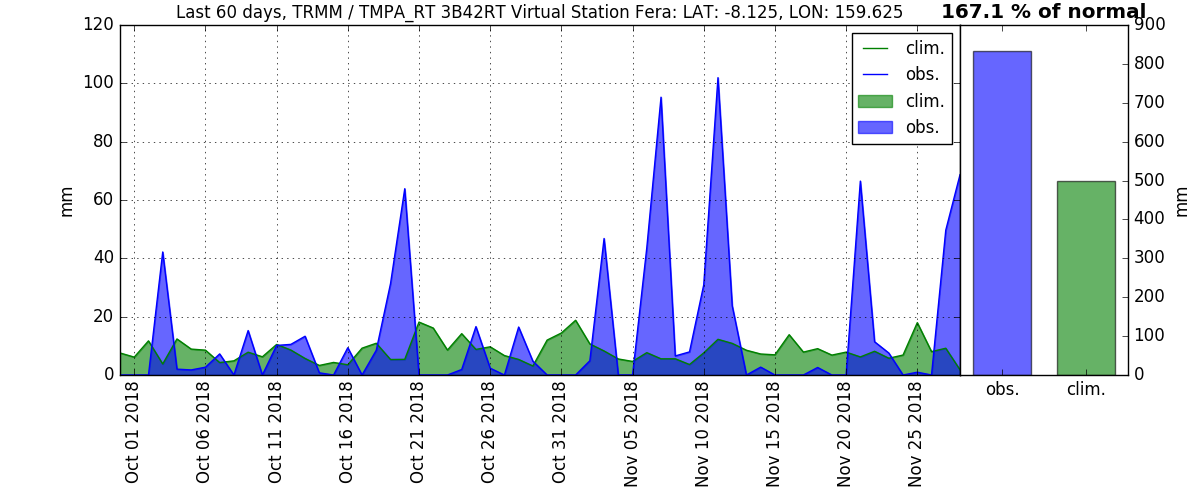 Last 60 days, TRMM / TMPA_RT 3B42RT Virtual Station Fera: LAT: -8.125, LON: 159.625
167.1 % of normal
mm
120
100
80
60
40
20
0
clim.
obs.
clim.
obs.
900
800
700
600
500
400
300
200
100
0
mm
obs.
clim.
Oct 01 2018
Oct 06 2018
Oct 11 2018
Oct 16 2018
Oct 21 2018
Oct 26 2018
Oct 31 2018
Nov 05 2018
Nov 10 2018
Nov 15 2018
Nov 20 2018
Nov 25 2018